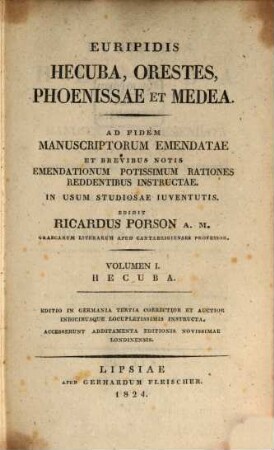 EURIPIDIS
HECUBA, ORESTES,
PHOENISSAE ET MEDEA.
AD FIDEM
MANUSCRIPTORUM EMENDATAE
ET BREVIBUS NOTIS
EMENDATIONUM POTISSIMUM RATIONES
REDDENTIBUS INSTRUCTAE.
IN USUM STUDIOSAE IUVENTUTIS.
EDIDIT
RICARDUS PORSON A. M.
GRAECARUM LITERARUM APUD CANTABRIGIENSES PROFESSOR.
VOLUMEN I.
HECUBA.
EDITIO IN GERMANIA TERTIA CORRECTIOR ET AUCTIOR
INDICIBUSQUE LOCUPLETISSIMIS INSTRUCTA.
ACCESSERUNT ADDITAMENTA EDITIONIS NOVISSIMAE
LONDINENSIS.
LIPSIAE
APUD GERHARDUM FLEISCHER.
1824.